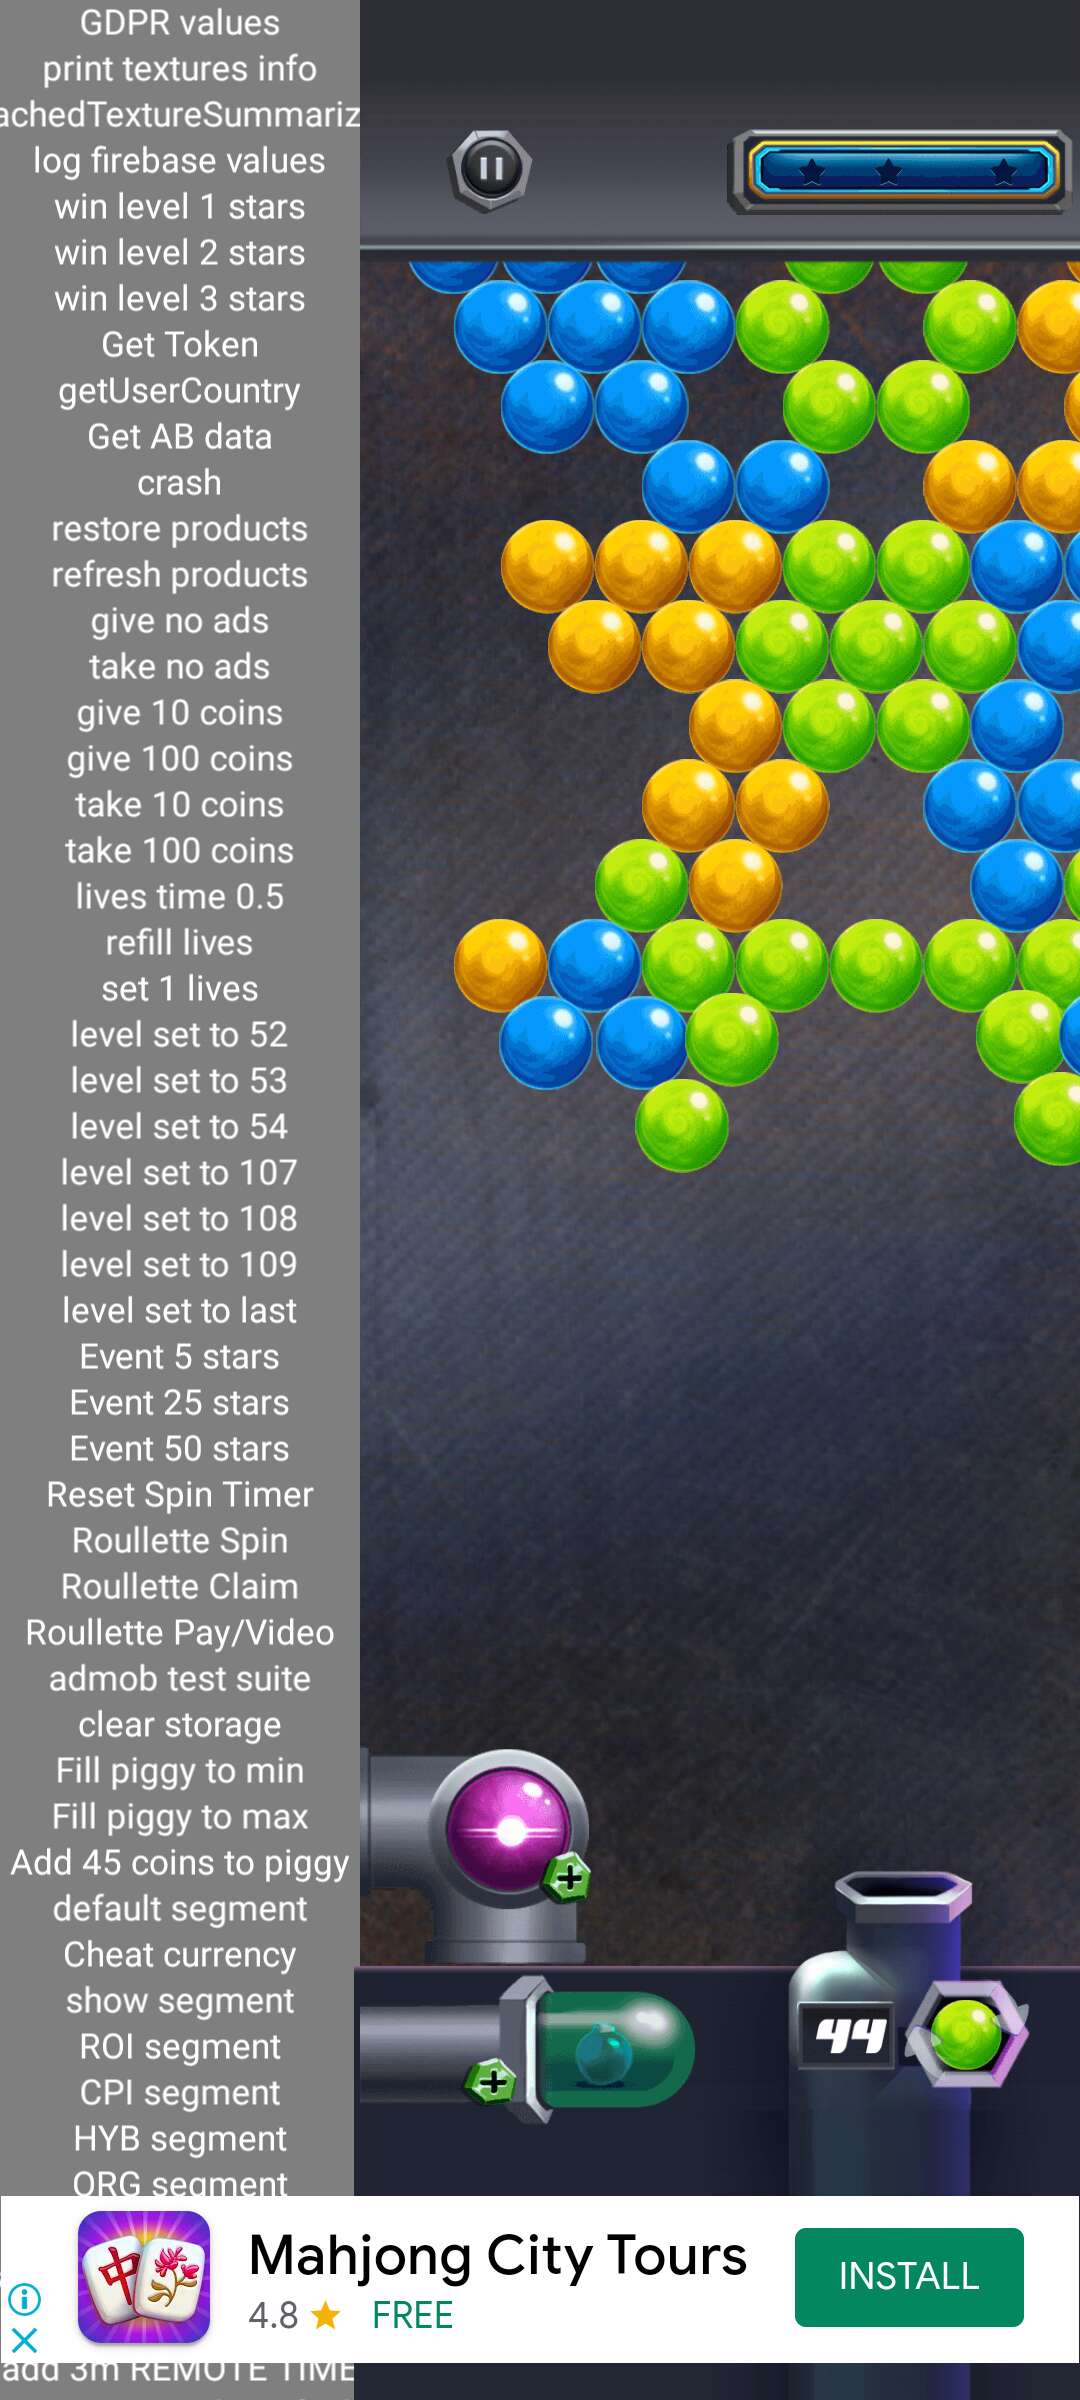 GDPR values
print textures info
achedTextureSummariz
log firebase values
win level 1 stars
win level 2 stars
win level 3 stars
Get Token
getUserCountry
Get AB data
crash
restore products
refresh products
give no ads
take no ads
give 10 coins
give 100 coins
take 10 coins
take 100 coins
lives time 0.5
refill lives
set 1 lives
level set to 52
level set to 53
level set to 54
level set to 107
level set to 108
level set to 109
level set to last
Event 5 stars
Event 25 stars
Event 50 stars
Reset Spin Timer
Roullette Spin
Roullette Claim
Roullette Pay/Video
admob test suite
clear storage
Fill piggy to min
Fill piggy to max
Add 45 coins to piggy
default segment
Cheat currency
show segment
ROI segment
CPI segment
HYB segment
ORG segment
44
中
Mahjong City Tours
4.8 ★ FREE
INSTALL
add 3m REMOTE TIME